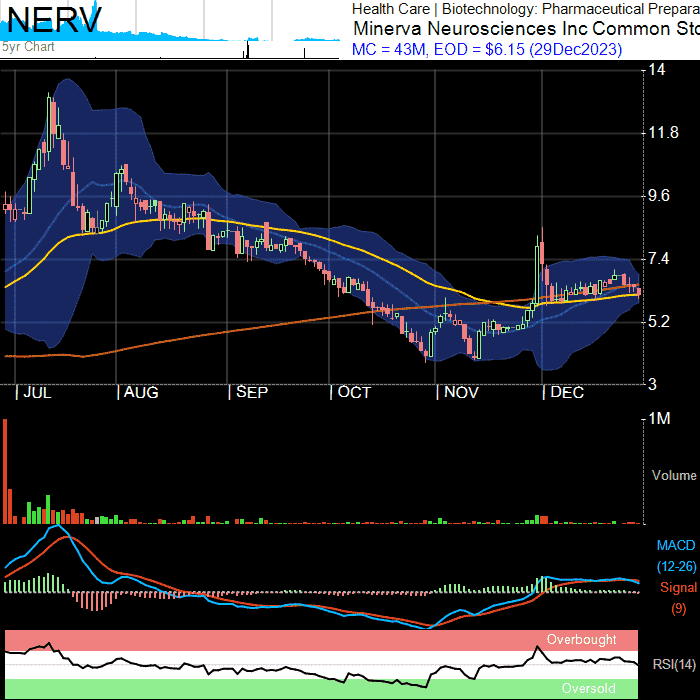 NERV
5yr Chart
Health Care | Biotechnology: Pharmaceutical Prepara
Minerva Neurosciences Inc Common Sto
MC = 43M, EOD = $6.15 (29Dec2023)
14
11.8
9.6
7.4
5.2
3
JUL AUG SEP OCT NOV DEC
1M
Volume
MACD
(12-26)
Signal
(9)
Overbought
RSI(14)
Oversold